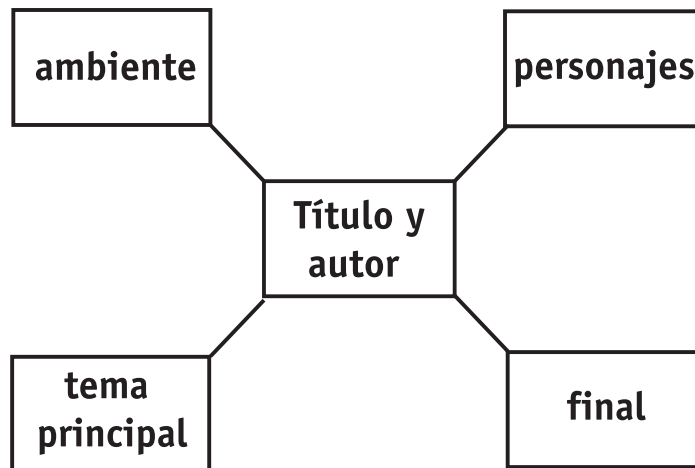 ambiente
personajes
Título y
autor
tema
principal
final